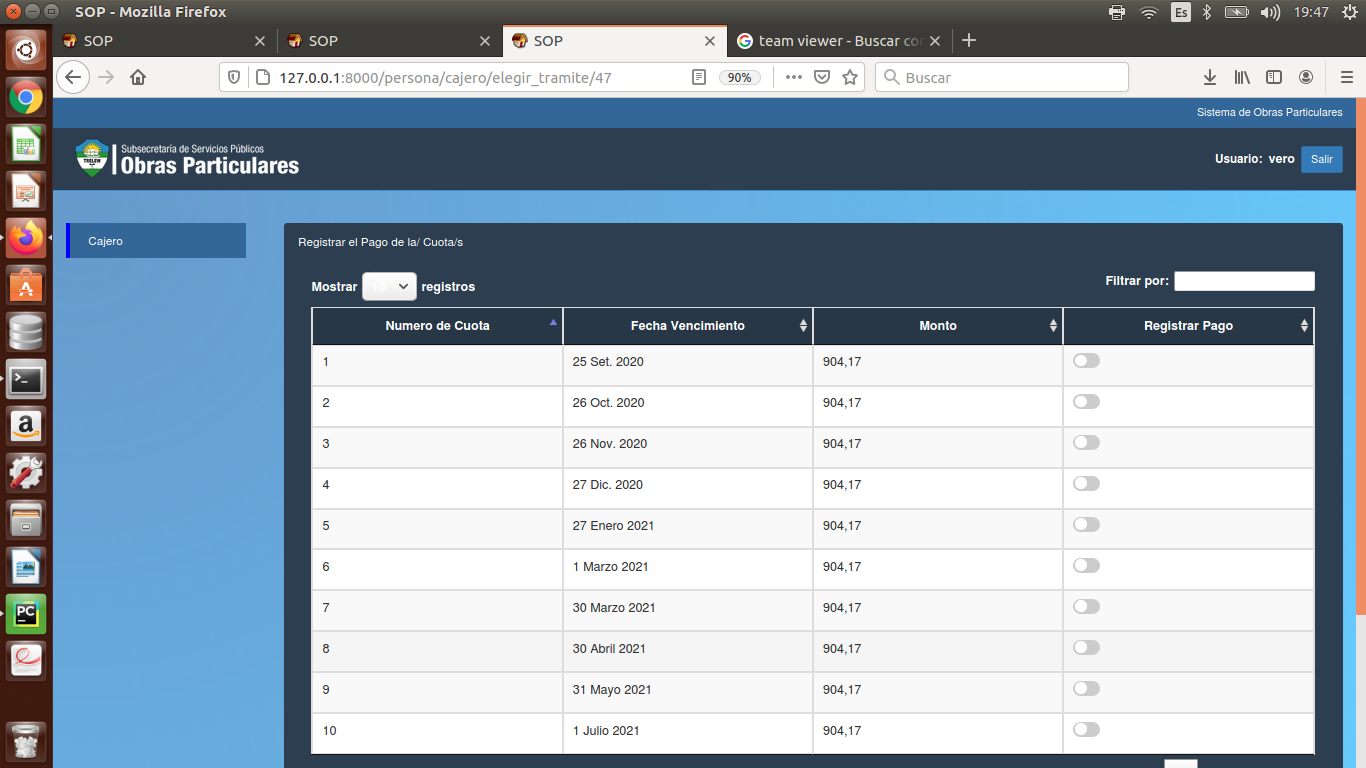 SOP - Mozilla Firefox
Es
19:47
SOP
SOP
SOP
team viewer - Buscar co
127.0.0.1:8000/persona/cajero/elegir_tramite/47
90%
Buscar
Sistema de Obras Particulares
TRELEW
Subsecretaría de Servicios Públicos
Obras Particulares
Usuario: vero
Salir
Cajero
Registrar el Pago de la/ Cuota/s
Mostrar 10 registros
Filtrar por:
Numero de Cuota Fecha Vencimiento Monto Registrar Pago
1 25 Set. 2020 904,17
2 26 Oct. 2020 904,17
3 26 Nov. 2020 904,17
4 27 Dic. 2020 904,17
5 27 Enero 2021 904,17
6 1 Marzo 2021 904,17
7 30 Marzo 2021 904,17
8 30 Abril 2021 904,17
9 31 Mayo 2021 904,17
10 1 Julio 2021 904,17
PC